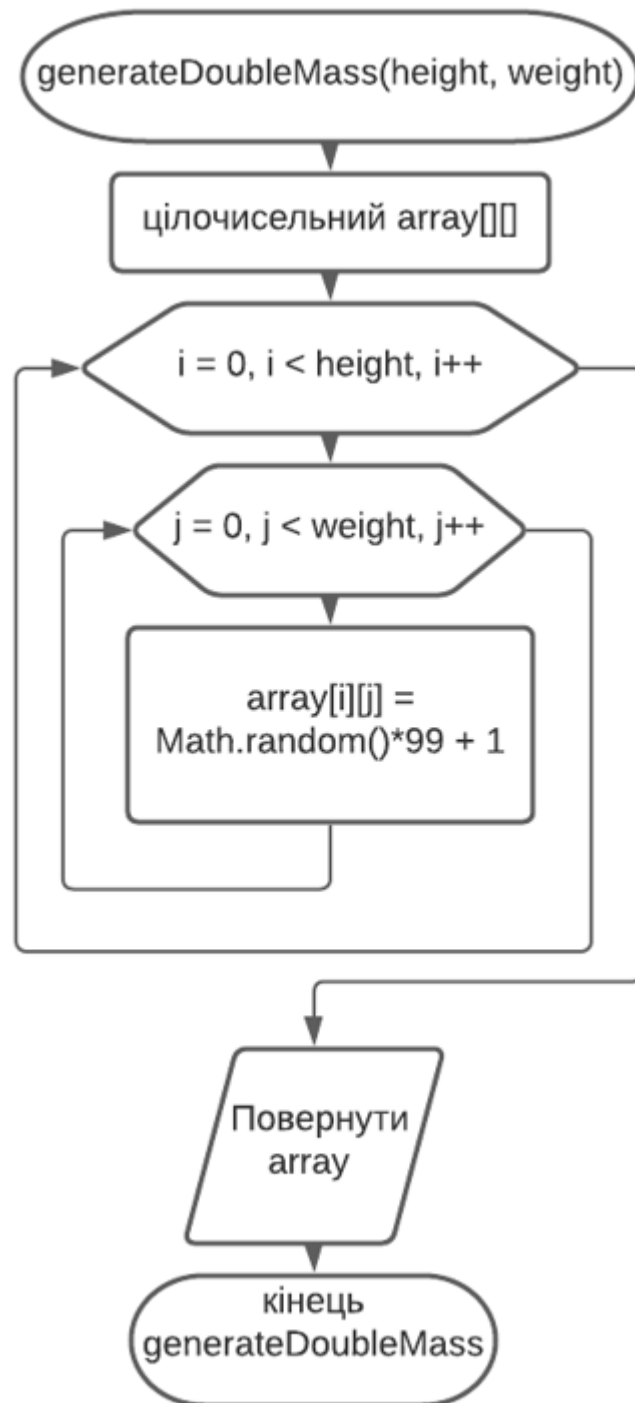 generateDoubleMass(height, weight)
цілочисельний array[][]
i = 0, i < height, i++
j = 0, j < weight, j++
array[i][j] =
Math.random()*99 + 1
Повернути
array
кінець
generateDoubleMass